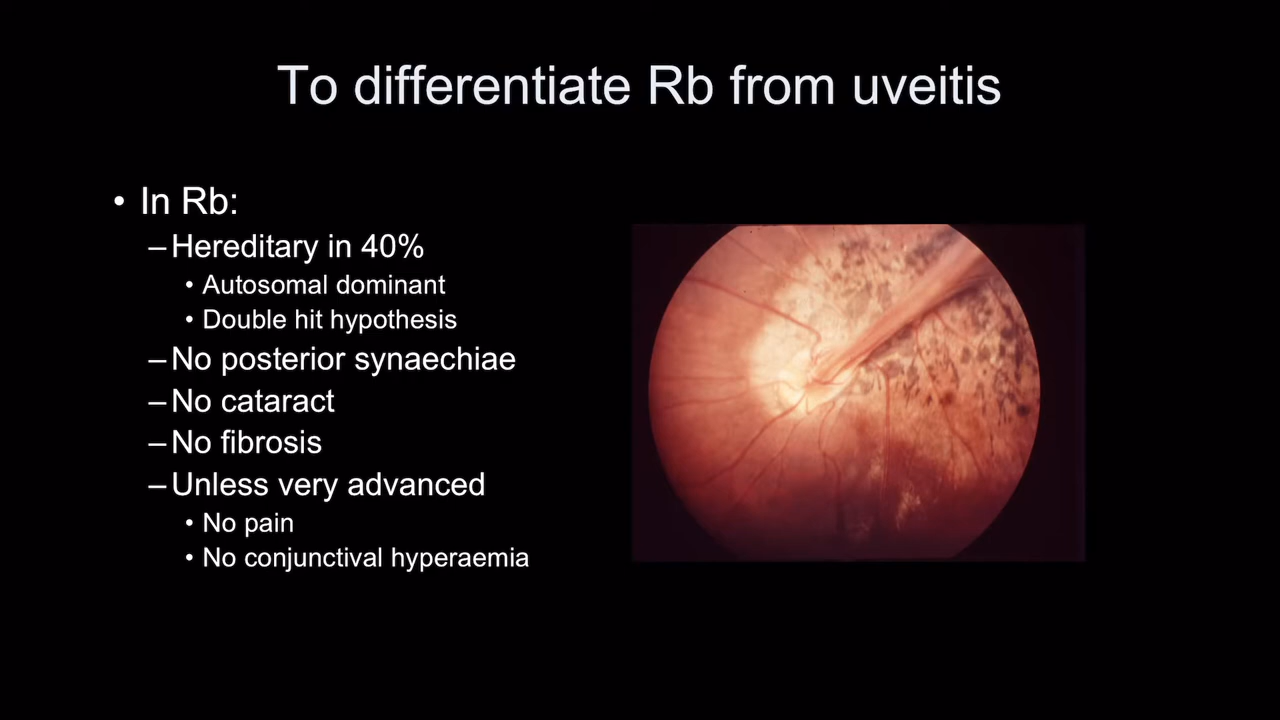 To differentiate Rb from uveitis
• In Rb:
–Hereditary in 40%
• Autosomal dominant
• Double hit hypothesis
–No posterior synaechiae
–No cataract
–No fibrosis
–Unless very advanced
• No pain
• No conjunctival hyperaemia